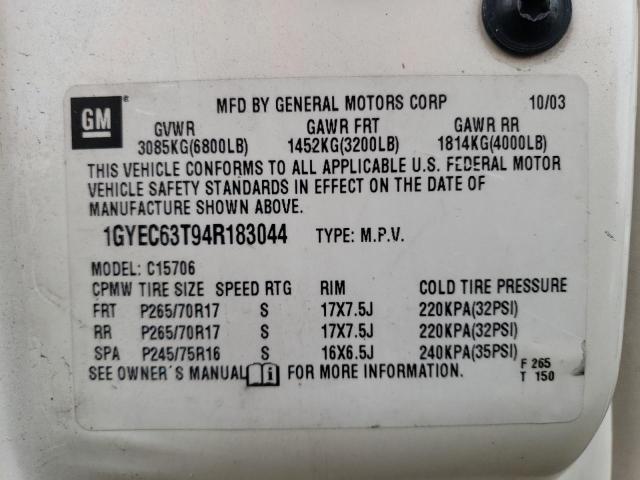 GM ® MFD BY GENERAL MOTORS CORP 10/03
GVWR GAWR FRT GAWR RR
3085KG(6800LB) 1452KG(3200LB) 1814KG(4000LB)
THIS VEHICLE CONFORMS TO ALL APPLICABLE U.S. FEDERAL MOTOR
VEHICLE SAFETY STANDARDS IN EFFECT ON THE DATE OF
MANUFACTURE SHOWN ABOVE.
1GYEC63T94R183044 TYPE: M.P.V.
MODEL: C15706
CPMW TIRE SIZE SPEED RTG RIM COLD TIRE PRESSURE
FRT P265/70R17 S 17X7.5J 220KPA(32PSI)
RR P265/70R17 S 17X7.5J 220KPA(32PSI)
SPA P245/75R16 S 16X6.5J 240KPA(35PSI)
SEE OWNER'S MANUAL i FOR MORE INFORMATION.
F 265
T 150